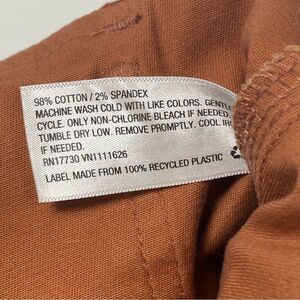 98% COTTON / 2% SPANDEX
MACHINE WASH COLD WITH LIKE COLORS. GENTLE
CYCLE. ONLY NON-CHLORINE BLEACH IF NEEDED.
TUMBLE DRY LOW. REMOVE PROMPTLY. COOL IRON
IF NEEDED.
RN17730 VN1111626
LABEL MADE FROM 100% RECYCLED PLASTIC